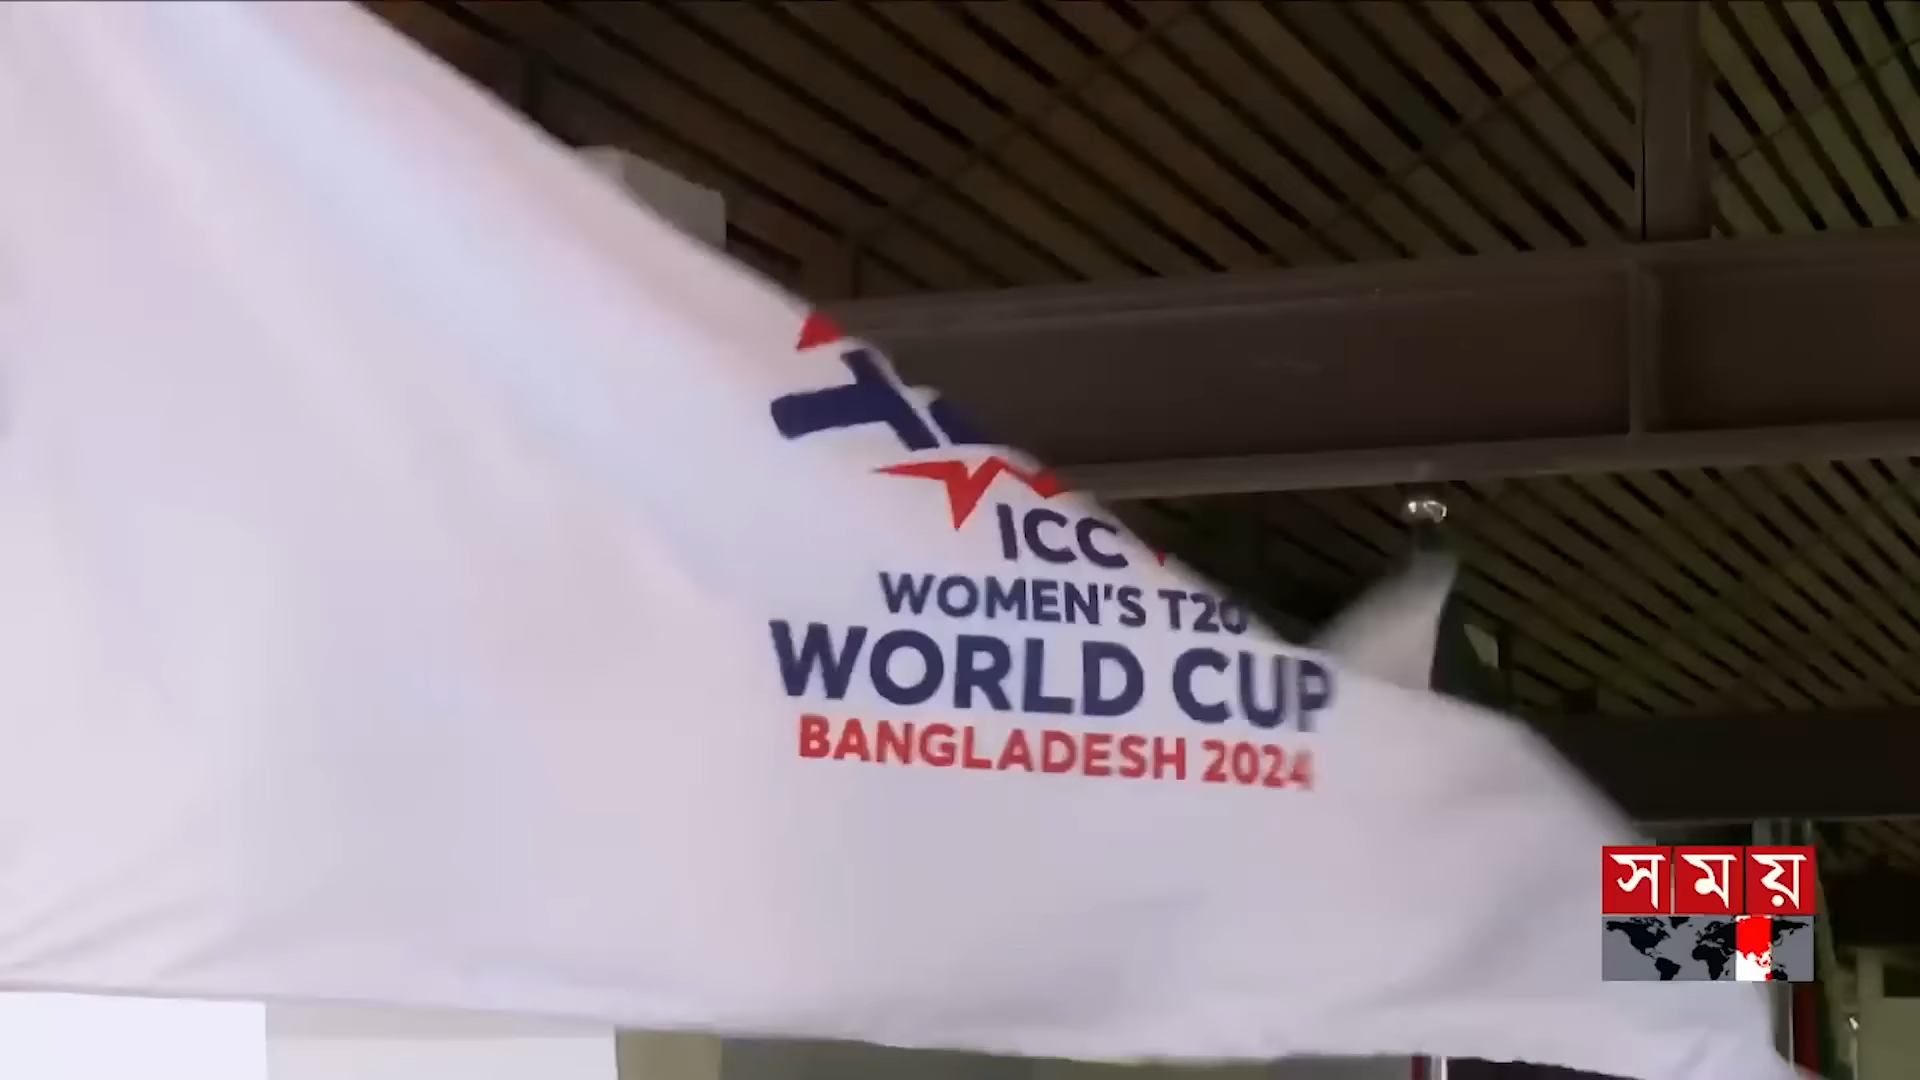 ICC
WOMEN'S T20
WORLD CUP
BANGLADESH 2024
সময়